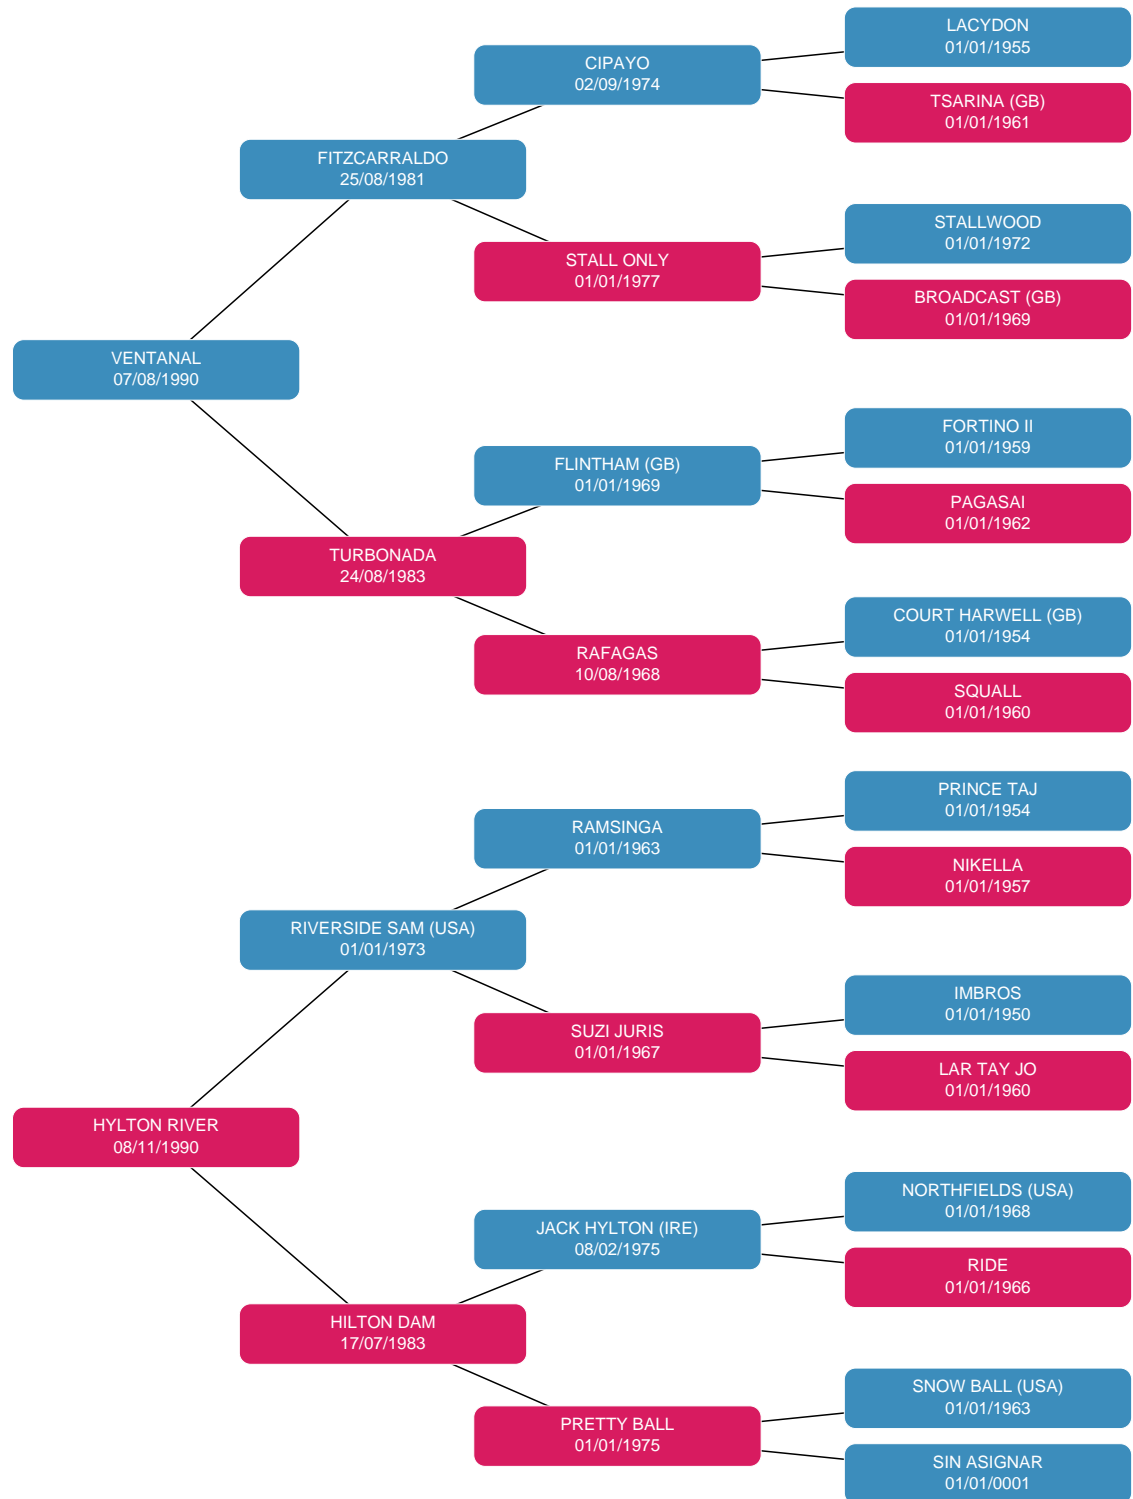 LACYDON
01/01/1955
CIPAYO
02/09/1974
TSARINA (GB)
01/01/1961
FITZCARRALDO
25/08/1981
STALLWOOD
01/01/1972
STALL ONLY
01/01/1977
BROADCAST (GB)
01/01/1969
VENTANAL
07/08/1990
FORTINO II
01/01/1959
FLINTHAM (GB)
01/01/1969
PAGASAI
01/01/1962
TURBONADA
24/08/1983
COURT HARWELL (GB)
01/01/1954
RAFAGAS
10/08/1968
SQUALL
01/01/1960
PRINCE TAJ
01/01/1954
RAMSINGA
01/01/1963
NIKELLA
01/01/1957
RIVERSIDE SAM (USA)
01/01/1973
IMBROS
01/01/1950
SUZI JURIS
01/01/1967
LAR TAY JO
01/01/1960
HYLTON RIVER
08/11/1990
NORTHFIELDS (USA)
01/01/1968
JACK HYLTON (IRE)
08/02/1975
RIDE
01/01/1966
HILTON DAM
17/07/1983
SNOW BALL (USA)
01/01/1963
PRETTY BALL
01/01/1975
SIN ASIGNAR
01/01/0001